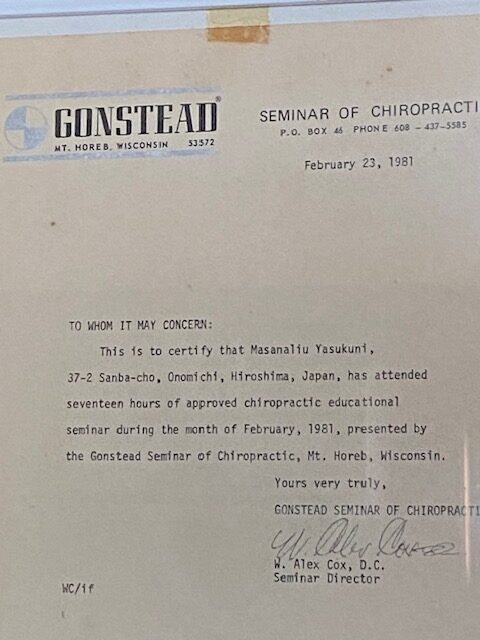 GONSTEAD®
MT. HOREB, WISCONSIN 53572
SEMINAR OF CHIROPRACTI
P.O. BOX 46 PHONE 608-437-5585
February 23, 1981
TO WHOM IT MAY CONCERN:
This is to certify that Masanaliu Yasukuni,
37-2 Sanba-cho, Onomichi, Hiroshima, Japan, has attended
seventeen hours of approved chiropractic educational
seminar during the month of February, 1981, presented by
the Gonstead Seminar of Chiropractic, Mt. Horeb, Wisconsin.
Yours very truly,
GONSTEAD SEMINAR OF CHIROPRACTI
W. Alex Cox
W. Alex Cox, D.C.
Seminar Director
WC/if